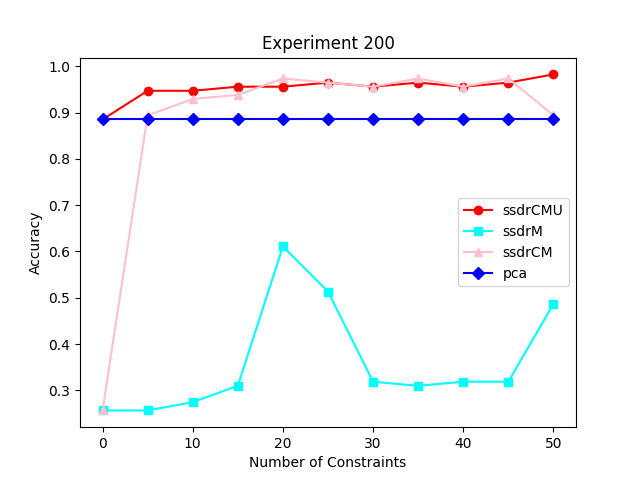 Experiment 200
Accuracy
1.0
0.9
0.8
0.7
0.6
0.5
0.4
0.3
ssdrCMU
ssdrM
ssdrCM
pca
0 10 20 30 40 50
Number of Constraints